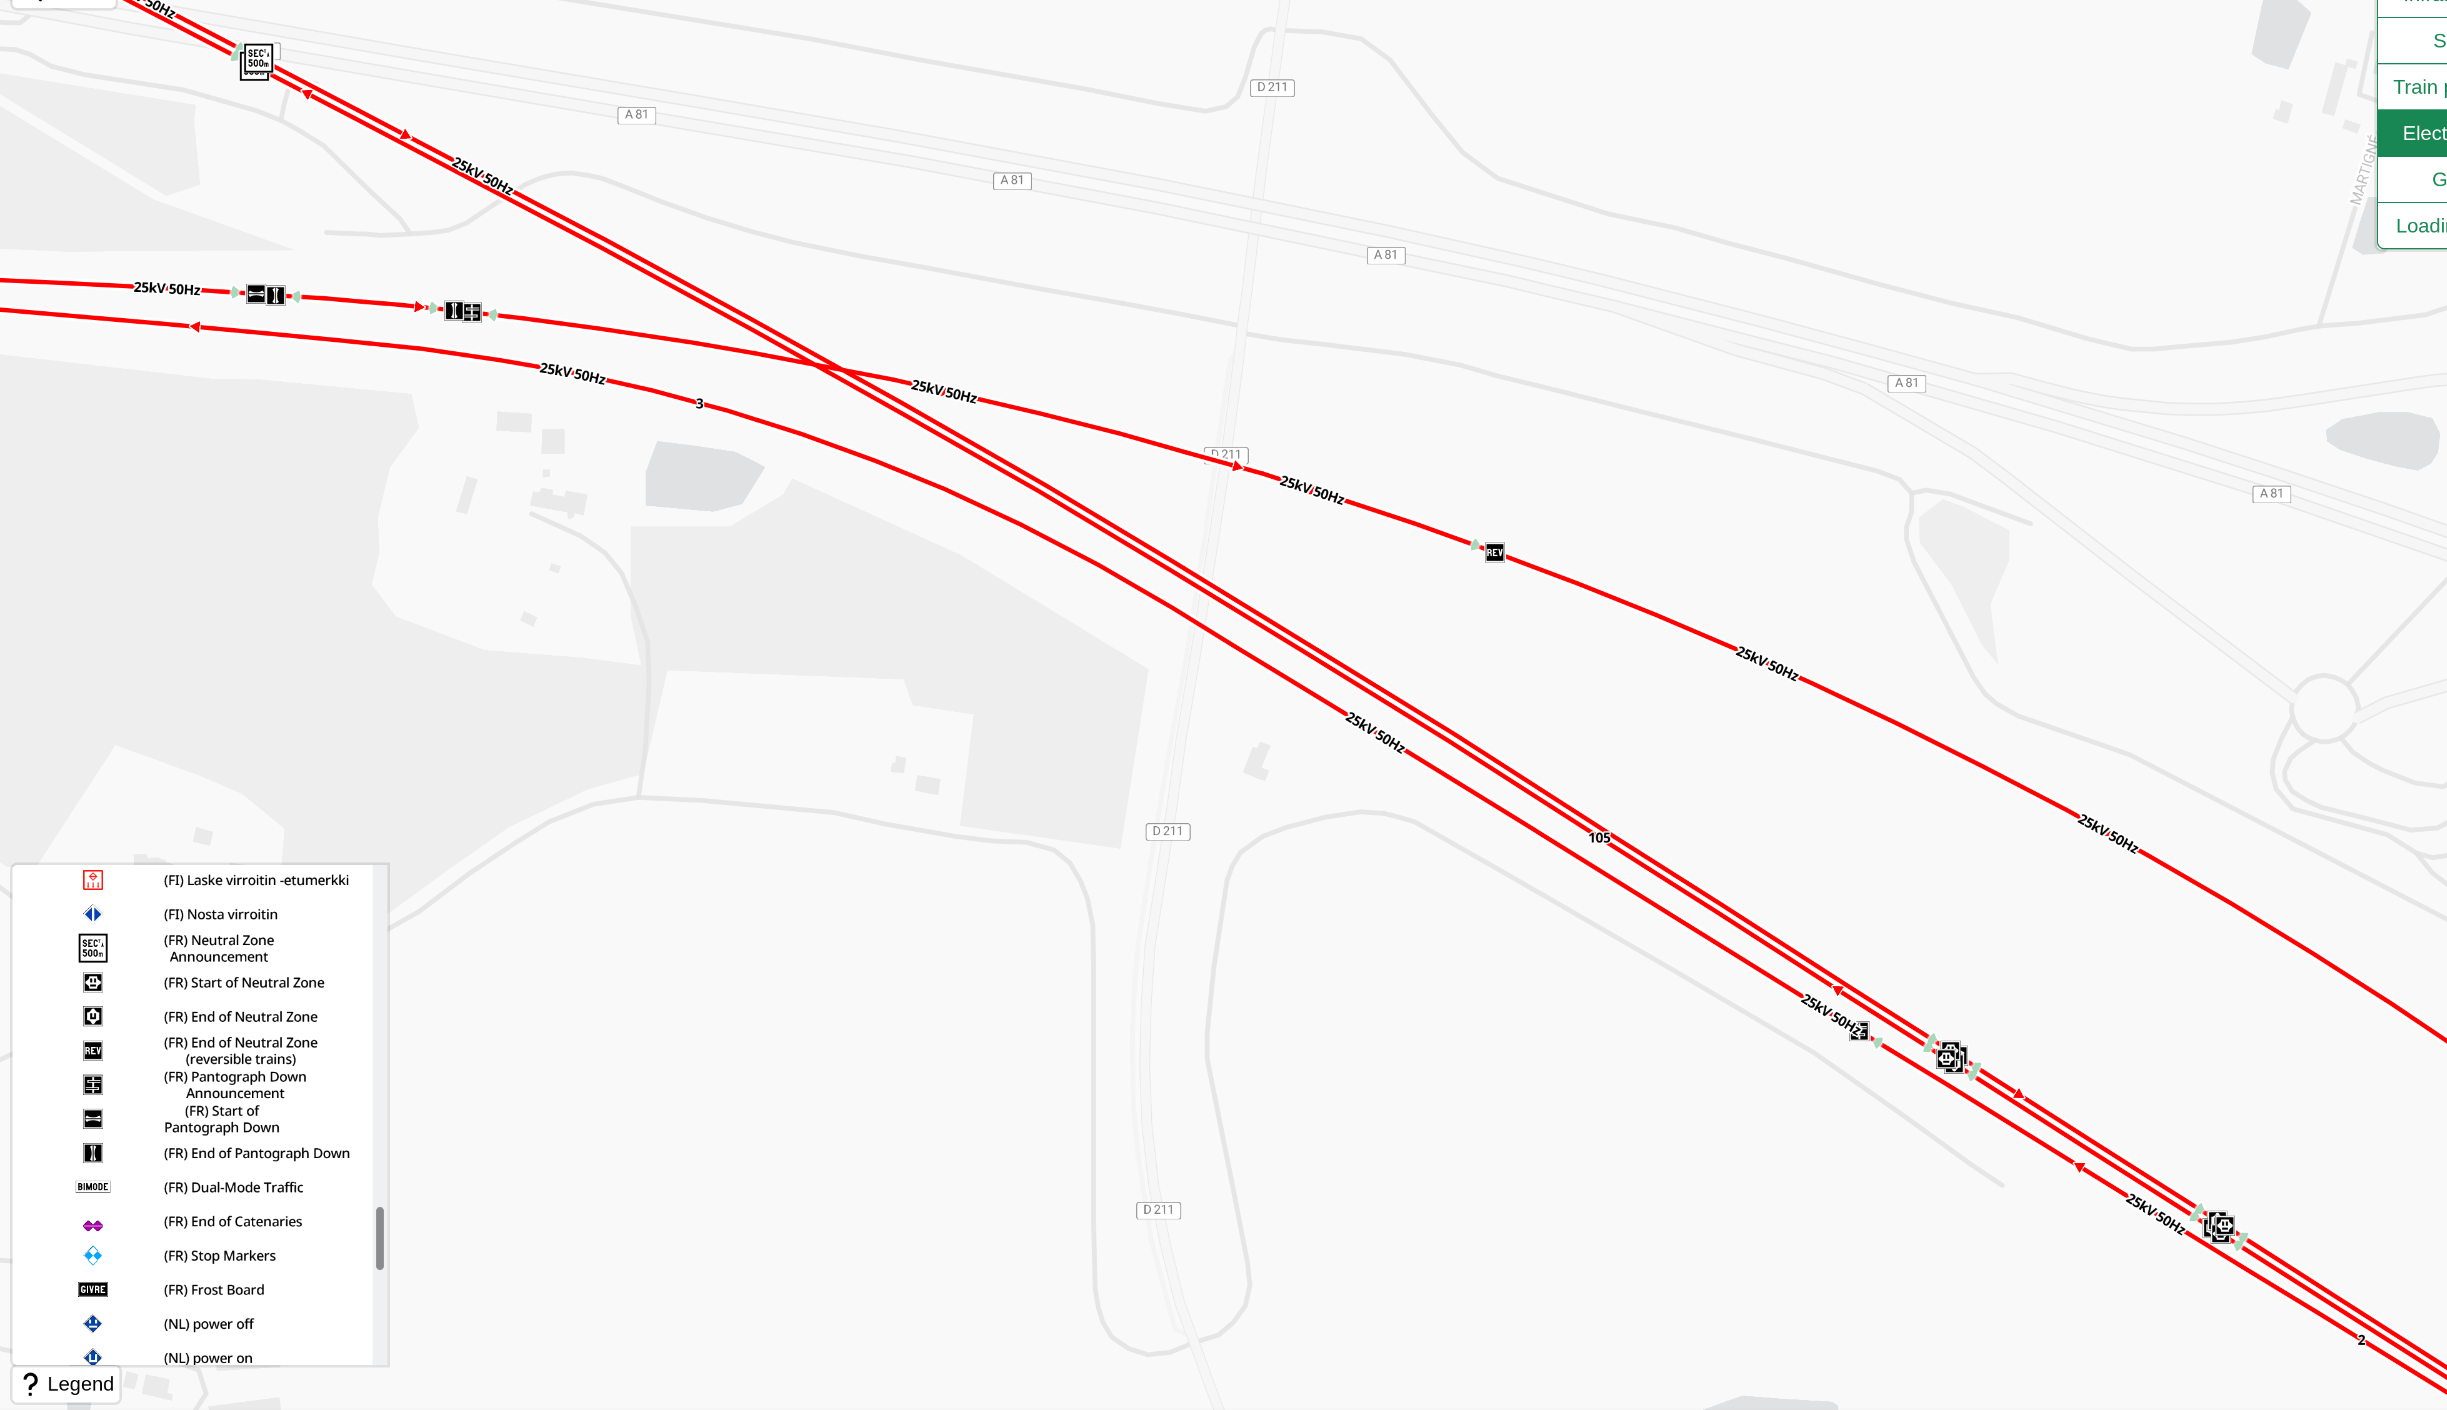 50Hz
SEC
500m
A 81
D 211
25kV 50Hz
A 81
A 81
25kV 50Hz
25kV 50Hz
3
25kV 50Hz
D 211
25kV 50Hz
REV
A 81
A 81
MARTIGNÉ
S
Train
Elect
G
Loadi
25kV 50Hz
25kV 50Hz
25kV 50Hz
D 211
105
25kV 50Hz
25kV 50Hz
D 211
2
(FI) Laske virroitin -etumerkki
(FI) Nosta virroitin
SEC
500m
(FR) Neutral Zone
Announcement
(FR) Start of Neutral Zone
(FR) End of Neutral Zone
REV
(FR) End of Neutral Zone
(reversible trains)
(FR) Pantograph Down
Announcement
(FR) Start of
Pantograph Down
(FR) End of Pantograph Down
BIMODE
(FR) Dual-Mode Traffic
(FR) End of Catenaries
(FR) Stop Markers
GIVRE
(FR) Frost Board
(NL) power off
(NL) power on
? Legend